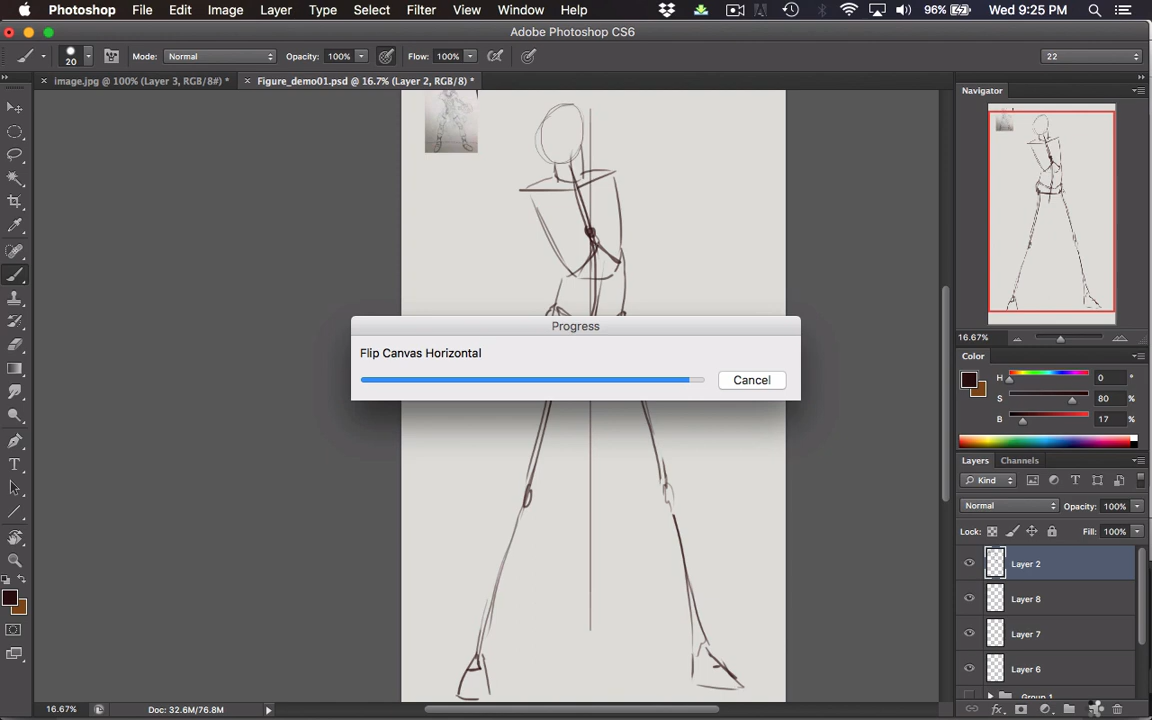 Photoshop File Edit Image Layer Type Select Filter View Window Help 96% Wed 9:25 PM
Adobe Photoshop CS6
20 Mode: Normal Opacity: 100% Flow: 100% 22
× image.jpg @ 100% (Layer 3, RGB/8#) * × Figure_demo01.psd @ 16.7% (Layer 2, RGB/8) *
Navigator
16.67%
Color
H 0 °
S 80 %
B 17 %
Layers Channels
Kind
Normal Opacity: 100%
Lock: Fill: 100%
Layer 2
Layer 8
Layer 7
Layer 6
Group 1
Progress
Flip Canvas Horizontal
Cancel
16.67% Doc: 32.6M/76.8M